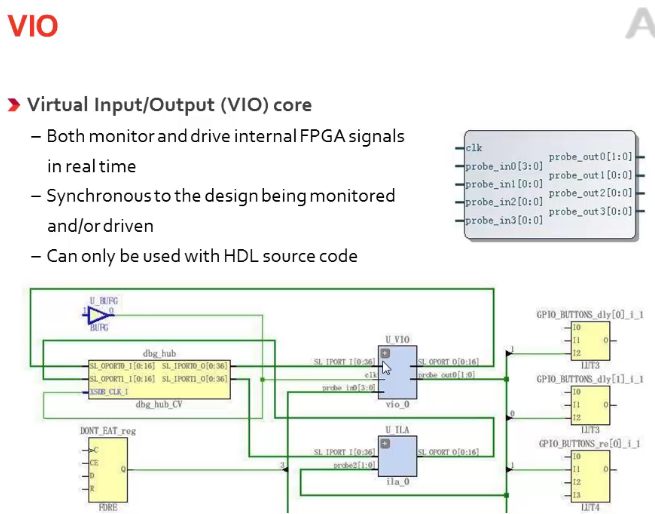 VIO
A
Virtual Input/Output (VIO) core
– Both monitor and drive internal FPGA signals
in real time
– Synchronous to the design being monitored
and/or driven
– Can only be used with HDL source code
clk
probe_in0[3:0]
probe_in1[0:0]
probe_in2[0:0]
probe_in3[0:0]
probe_out0[1:0]
probe_out1[0:0]
probe_out2[0:0]
probe_out3[0:0]
U_BUFG
I O
BUFG
dbg_hub
SL_OPORT0_I[0:16] SL_IPORT0_O[0:36]
SL_OPORT1_I[0:16] SL_IPORT1_O[0:36]
dbg_hub_CV
U_VIO
SL_IPORT_I[0:36]
clk
probe_in0[3:0]
SL_OPORT_O[0:16]
probe_out0[1:0]
vio_0
U_ILA
SL_IPORT_I[0:36]
probe2[1:0]
SL_OPORT_O[0:16]
ila_0
DONT_EAT_reg
C
CE
D
R
Q
FDRE
3
GPIO_BUTTONS_dly[0]_i_1
1
I0
I1
I2
O
LUT3
GPIO_BUTTONS_dly[1]_i_1
0
I0
I1
I2
O
LUT3
GPIO_BUTTONS_re[0]_i_1
1
I0
I1
I2
I3
O
LUT4